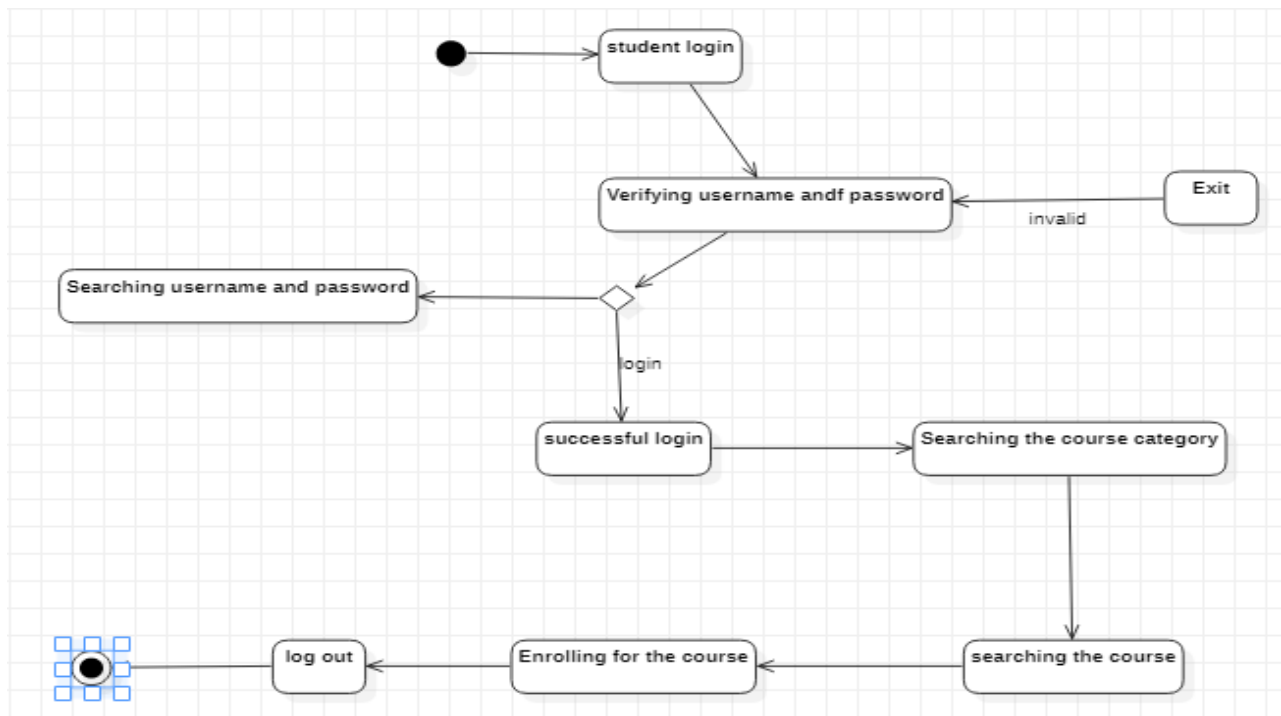 student login
Verifying username andf password
Exit
invalid
Searching username and password
login
successful login
Searching the course category
log out
Enrolling for the course
searching the course